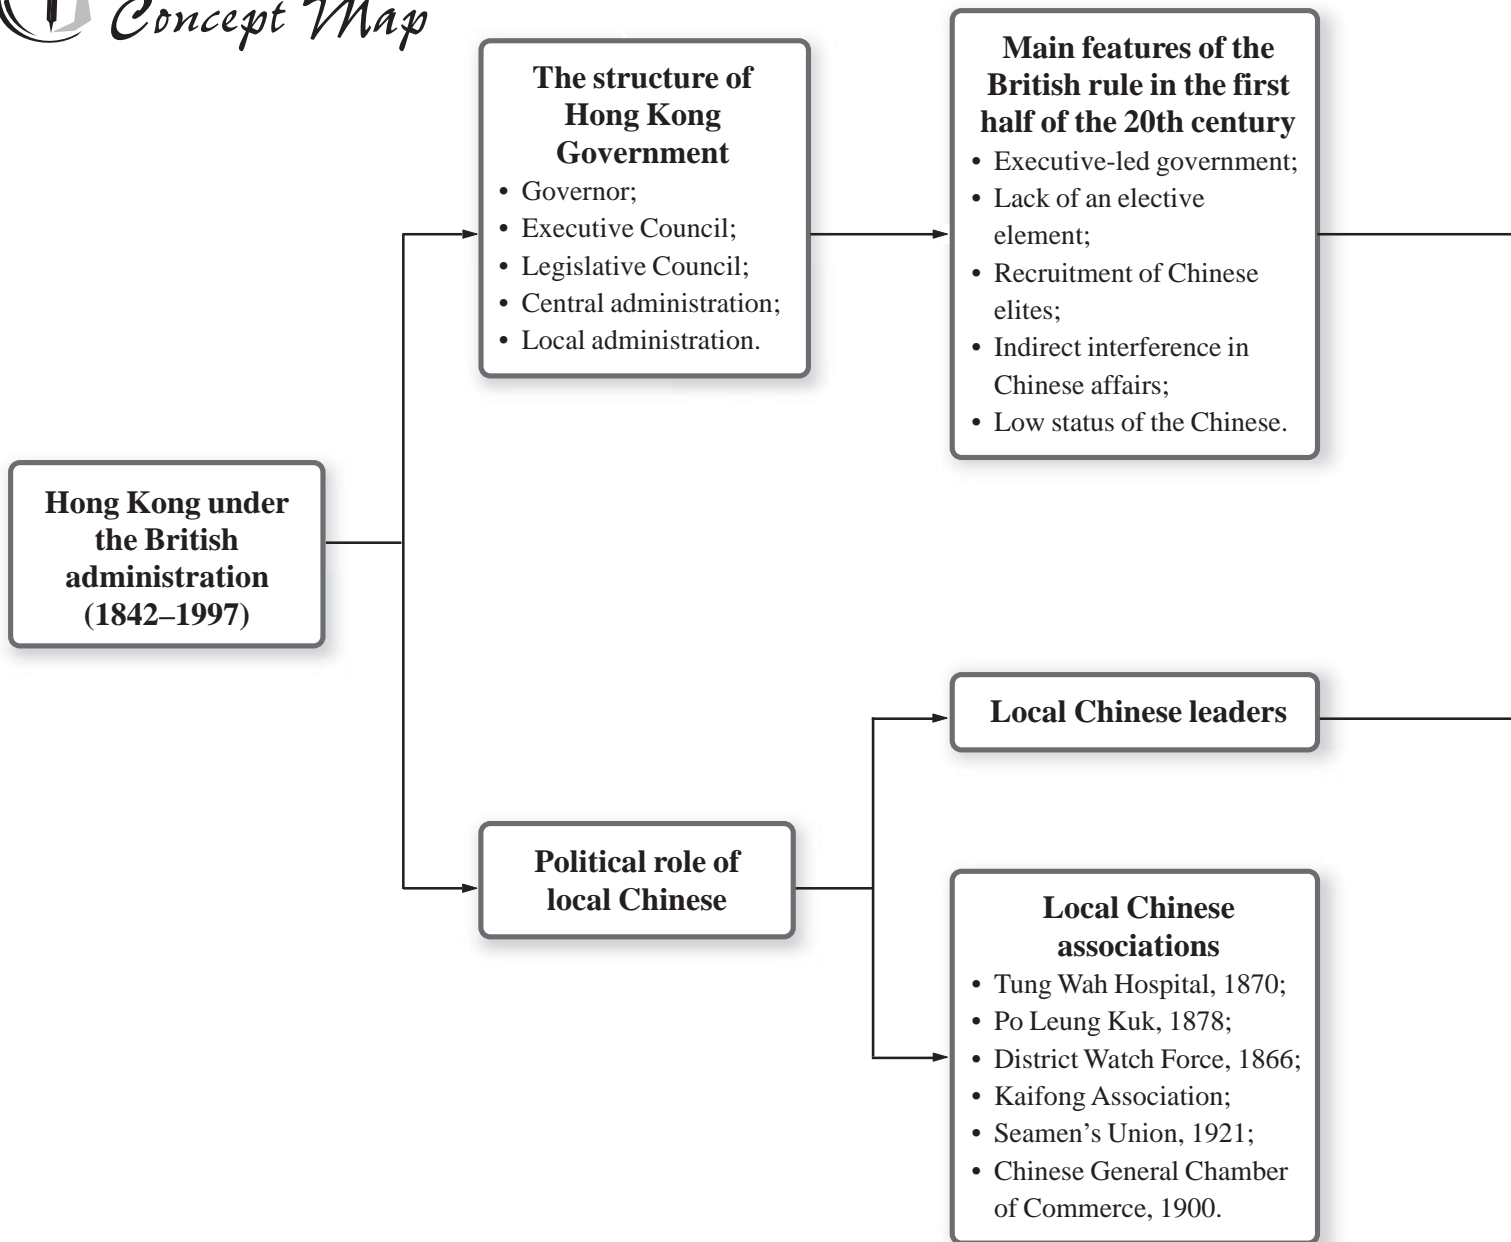 Concept Map
Hong Kong under
the British
administration
(1842–1997)
The structure of
Hong Kong
Government
• Governor;
• Executive Council;
• Legislative Council;
• Central administration;
• Local administration.
Main features of the
British rule in the first
half of the 20th century
• Executive-led government;
• Lack of an elective
element;
• Recruitment of Chinese
elites;
• Indirect interference in
Chinese affairs;
• Low status of the Chinese.
Political role of
local Chinese
Local Chinese leaders
Local Chinese
associations
• Tung Wah Hospital, 1870;
• Po Leung Kuk, 1878;
• District Watch Force, 1866;
• Kaifong Association;
• Seamen’s Union, 1921;
• Chinese General Chamber
of Commerce, 1900.